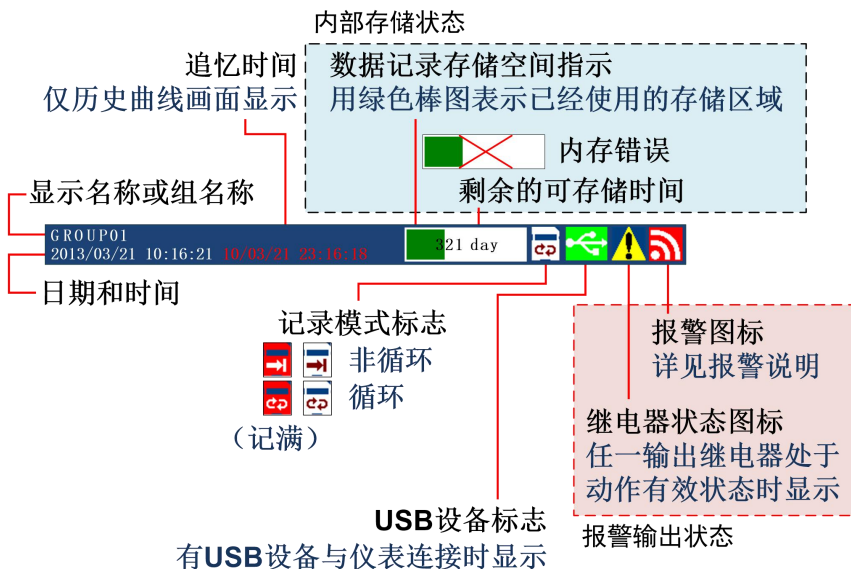 内部存储状态
追忆时间
仅历史曲线画面显示
数据记录存储空间指示
用绿色棒图表示已经使用的存储区域
内存错误
剩余的可存储时间
显示名称或组名称
GROUP01
2013/03/21 10:16:21 10/03/21 23:16:18
321 day
日期和时间
记录模式标志
非循环
循环
（记满）
报警图标
详见报警说明
继电器状态图标
任一输出继电器处于
动作有效状态时显示
报警输出状态
USB设备标志
有USB设备与仪表连接时显示